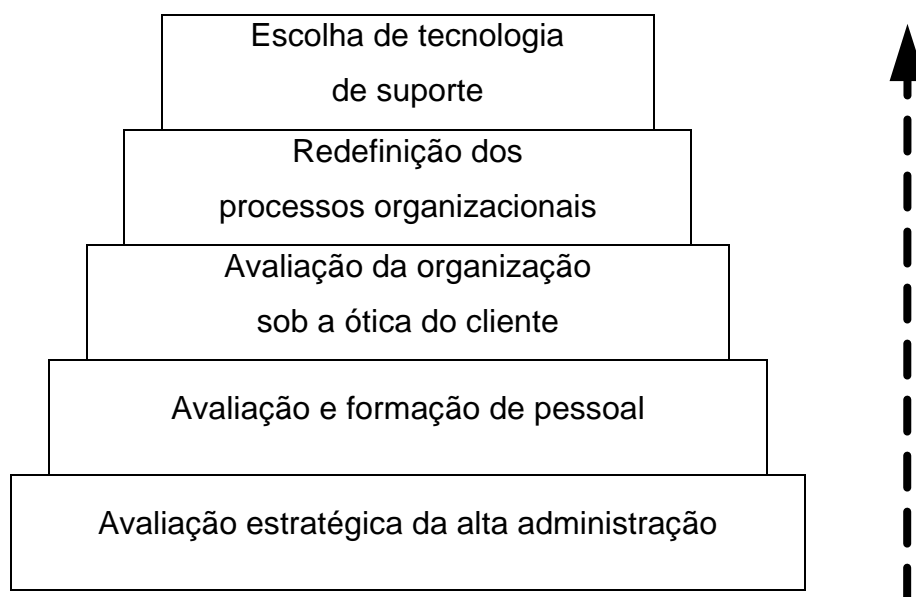 Escolha de tecnologia
de suporte
Redefinição dos
processos organizacionais
Avaliação da organização
sob a ótica do cliente
Avaliação e formação de pessoal
Avaliação estratégica da alta administração